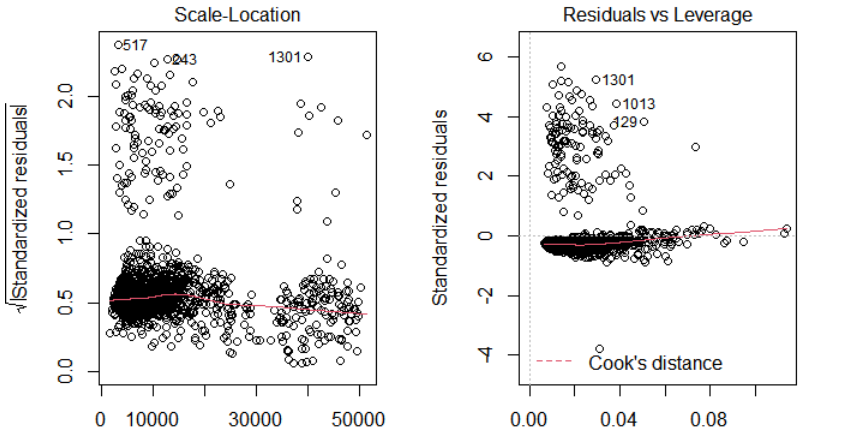 Scale-Location
√|Standardized residuals|
0.0 0.5 1.0 1.5 2.0
517
243
1301
0 10000 30000 50000
Residuals vs Leverage
Standardized residuals
-4 -2 0 2 4 6
1301
1013
129
Cook's distance
0.00 0.04 0.08